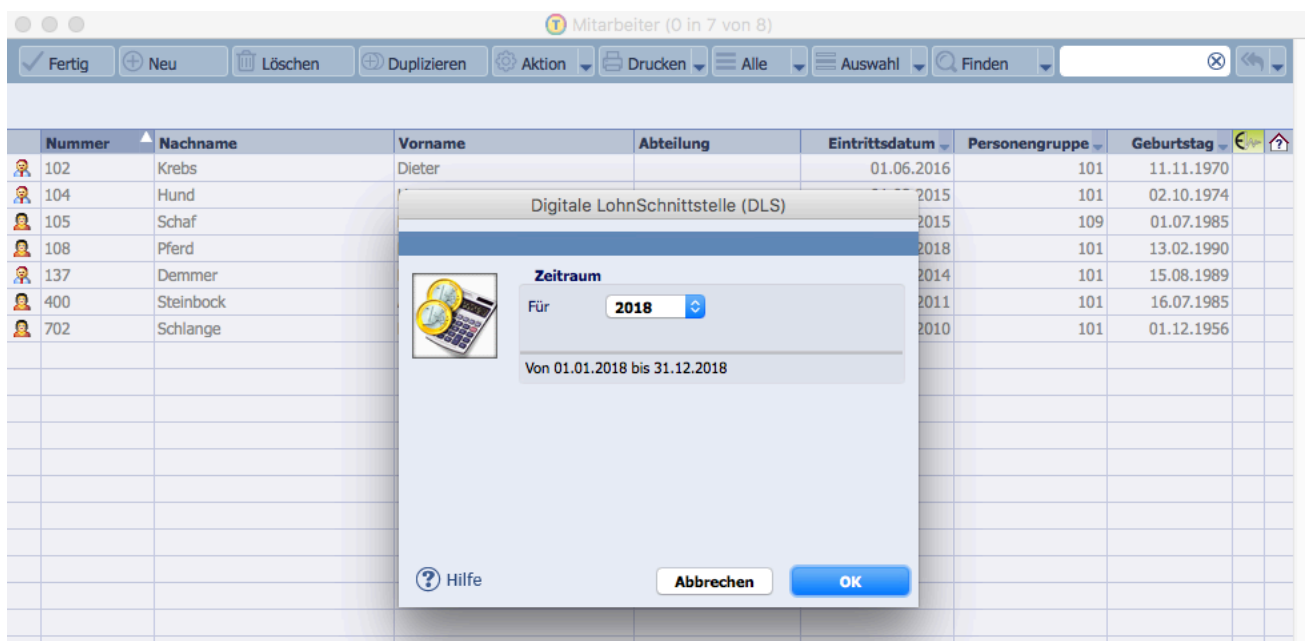 Mitarbeiter (0 in 7 von 8)
Fertig Neu Löschen Duplizieren Aktion Drucken Alle Auswahl Finden
Nummer Nachname Vorname Abteilung Eintrittsdatum Personengruppe Geburtstag
102 Krebs Dieter 01.06.2016 101 11.11.1970
104 Hund 2015 101 02.10.1974
105 Schaf 2015 109 01.07.1985
108 Pferd 2018 101 13.02.1990
137 Demmer 2014 101 15.08.1989
400 Steinbock 2011 101 16.07.1985
702 Schlange 2010 101 01.12.1956
Digitale LohnSchnittstelle (DLS)
Zeitraum
Für 2018
Von 01.01.2018 bis 31.12.2018
? Hilfe Abbrechen OK